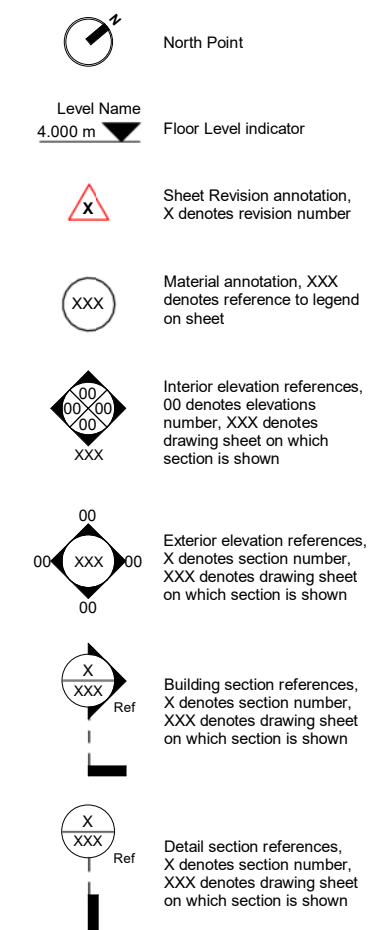 N
North Point
Level Name
4.000 m
Floor Level indicator
X
Sheet Revision annotation,
X denotes revision number
XXX
Material annotation, XXX
denotes reference to legend
on sheet
00
00 00
00
XXX
Interior elevation references,
00 denotes elevations
number, XXX denotes
drawing sheet on which
section is shown
00
00 XXX 00
00
Exterior elevation references,
X denotes section number,
XXX denotes drawing sheet
on which section is shown
X
XXX
Ref
Building section references,
X denotes section number,
XXX denotes drawing sheet
on which section is shown
X
XXX
Ref
Detail section references,
X denotes section number,
XXX denotes drawing sheet
on which section is shown